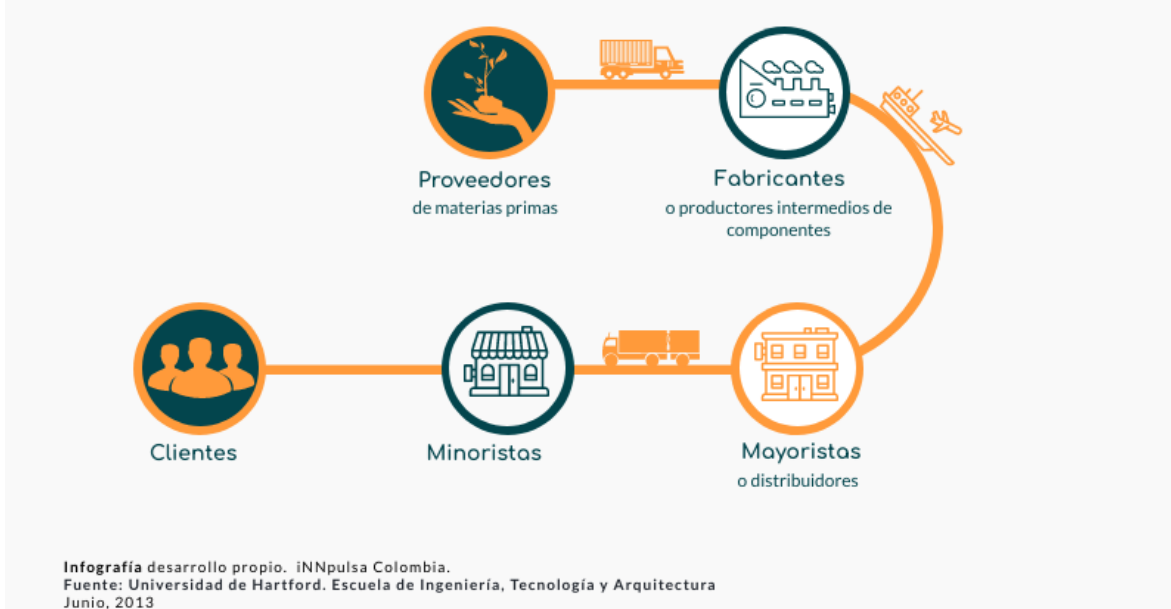 Proveedores
de materias primas
Fabricantes
o productores intermedios de
componentes
Clientes
Minoristas
Mayoristas
o distribuidores
Infografía desarrollo propio. iNNpulsa Colombia.
Fuente: Universidad de Hartford. Escuela de Ingeniería, Tecnología y Arquitectura
Junio, 2013